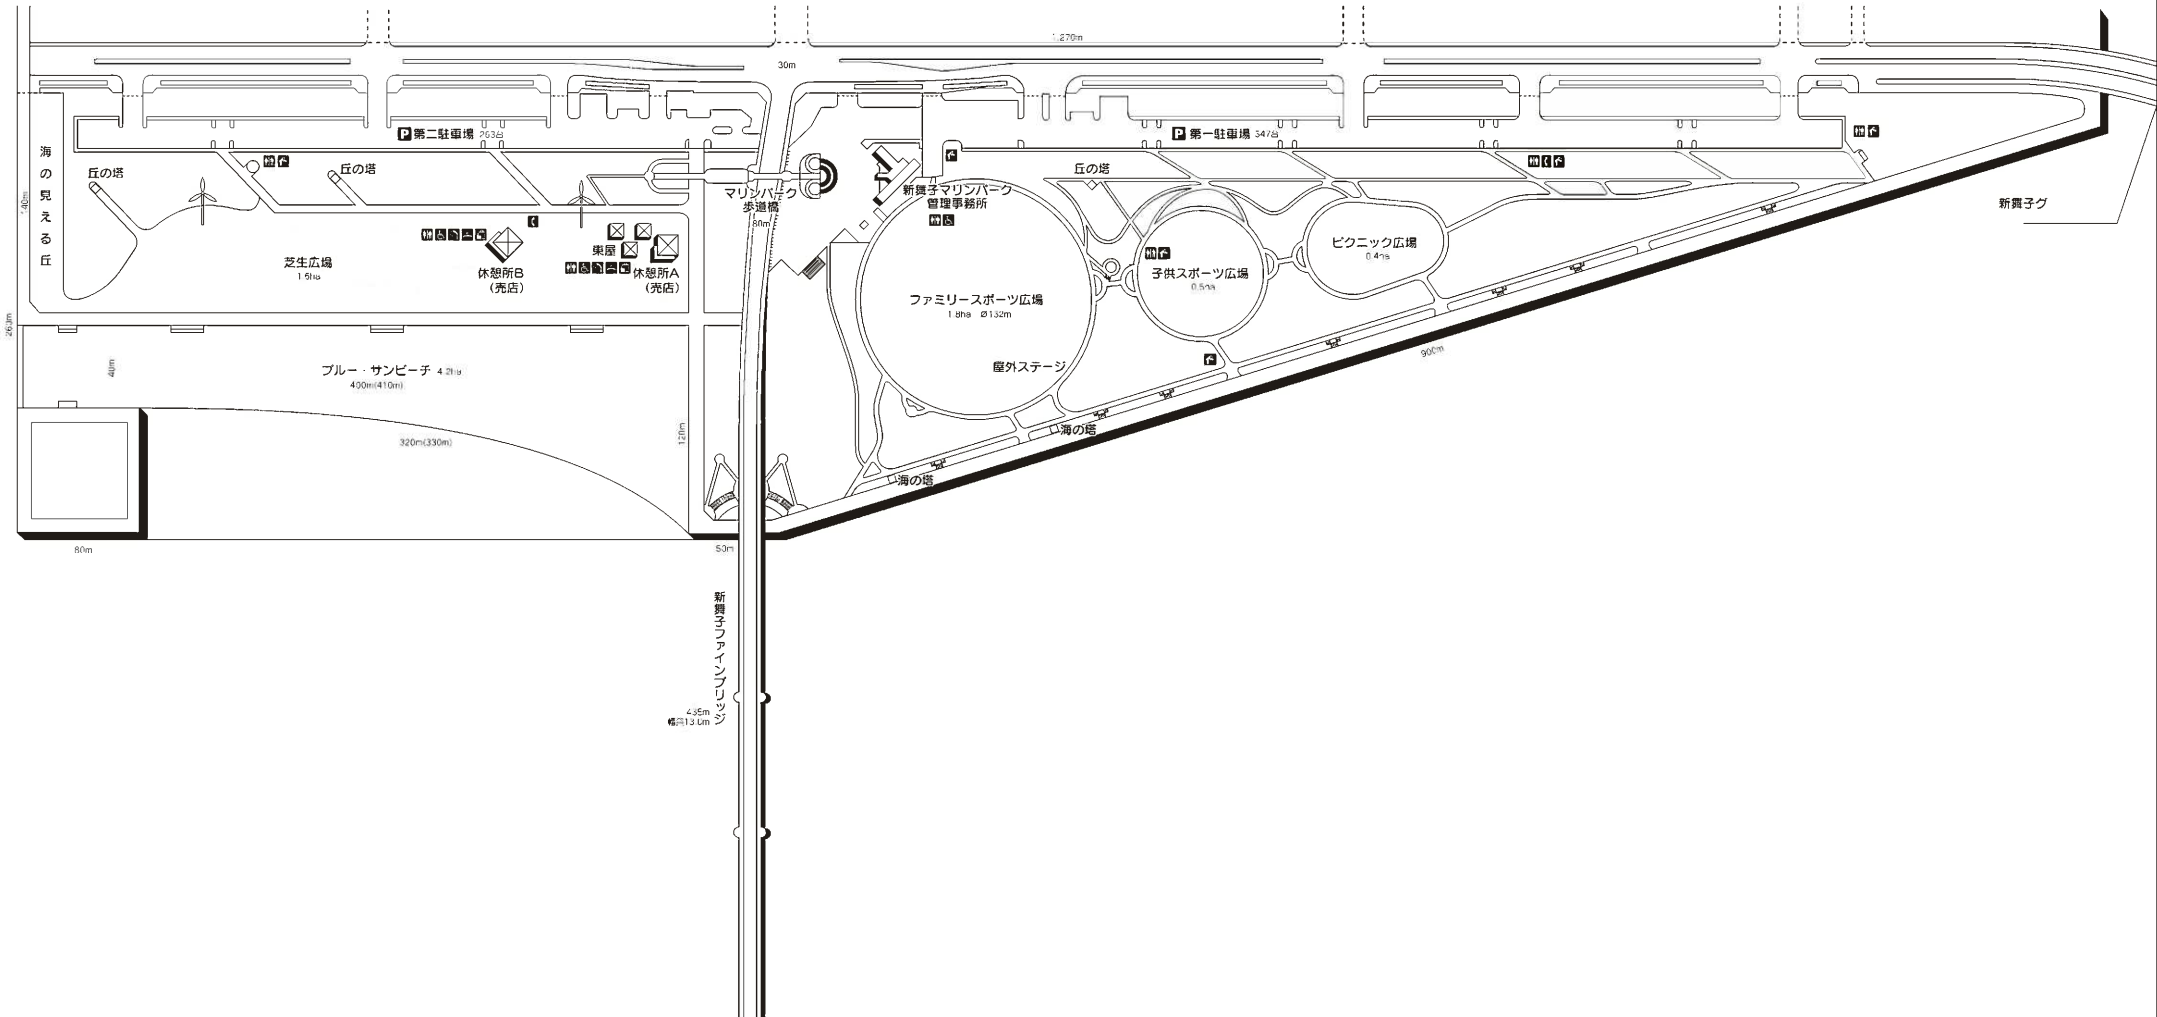 1,270m
30m
P 第二駐車場 263台
P 第一駐車場 347台
海の見える丘
140m
丘の塔
丘の塔
丘の塔
マリンパーク
歩道橋
80m
新舞子マリンパーク
管理事務所
新舞子グ
芝生広場
1.6ha
東屋
休憩所B
(売店)
休憩所A
(売店)
ピクニック広場
0.4ha
子供スポーツ広場
0.5ha
ファミリースポーツ広場
1.8ha Ø132m
屋外ステージ
260m
40m
ブルー・サンビーチ 4.2ha
400m(410m)
320m(330m)
120m
900m
海の塔
海の塔
50m
新舞子ファインブリッジ
435m